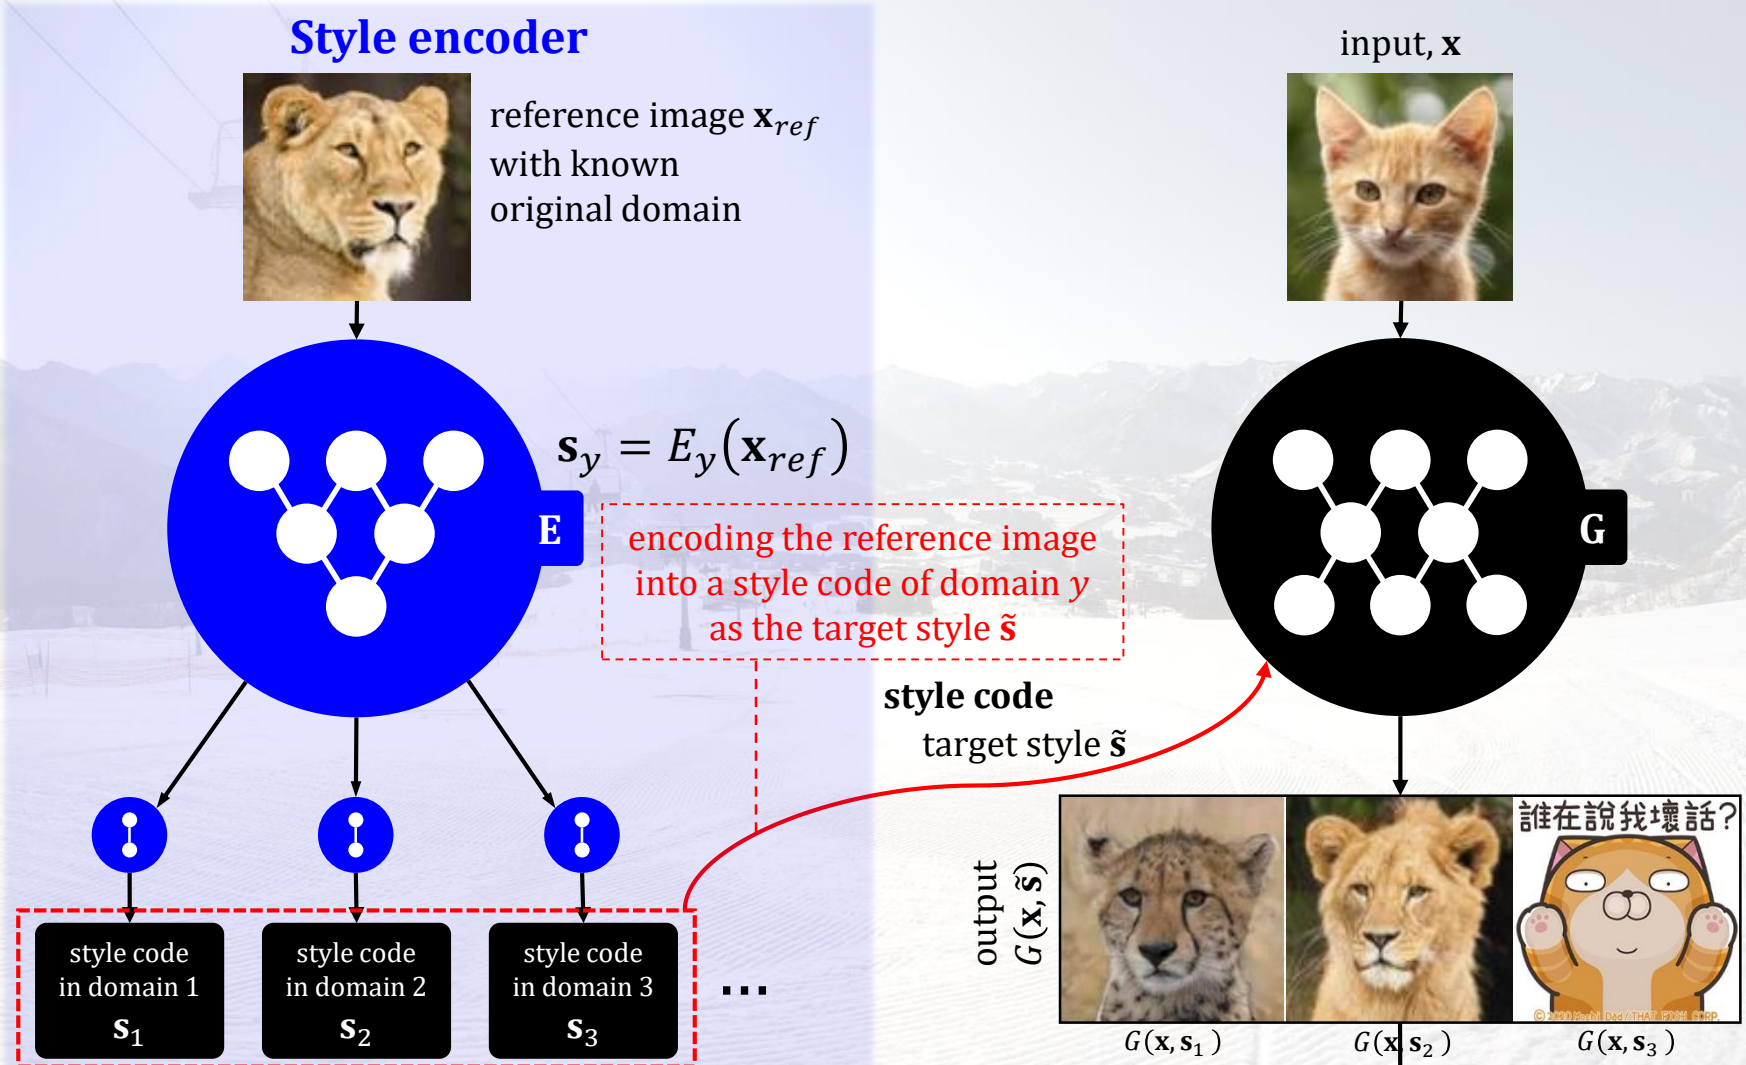 Style encoder
reference image x_ref
with known
original domain
s_y = E_y(x_ref)
E
encoding the reference image
into a style code of domain y
as the target style s̃
style code
in domain 1
s_1
style code
in domain 2
s_2
style code
in domain 3
s_3
...
input, x
G
style code
target style s̃
output
G(x, s̃)
誰在說我壞話?
G(x, s_1)
G(x, s_2)
G(x, s_3)